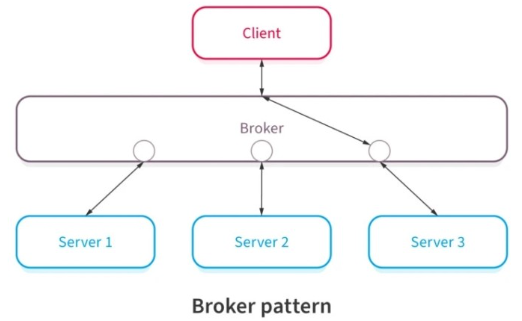 Client
Broker
Server 1
Server 2
Server 3
Broker pattern